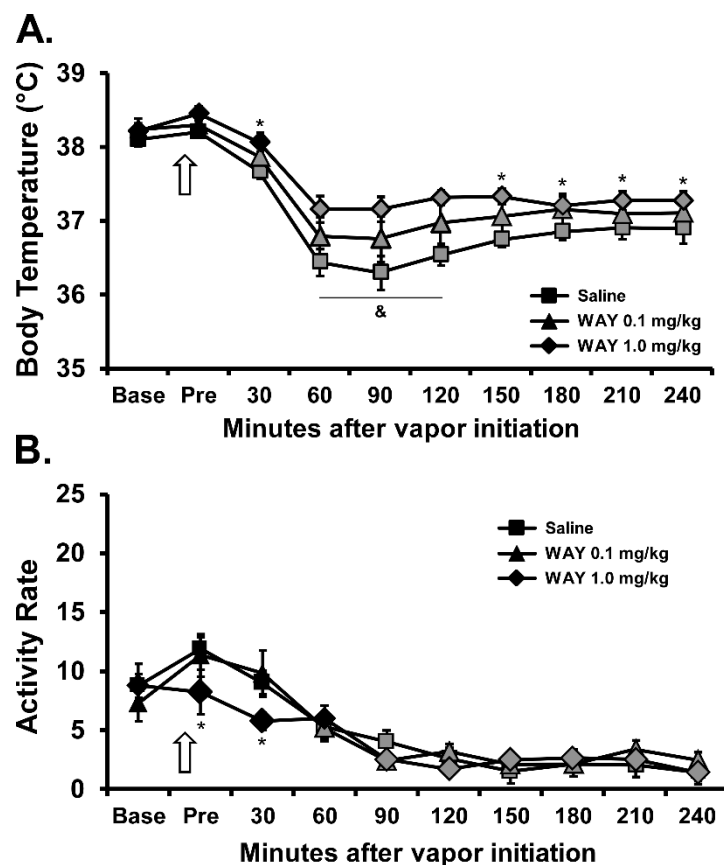 A.
Body Temperature (°C)
39
38
37
36
35
*
*
*
*
*
&
Saline
WAY 0.1 mg/kg
WAY 1.0 mg/kg
Base Pre 30 60 90 120 150 180 210 240
Minutes after vapor initiation
B.
Activity Rate
25
20
15
10
5
0
*
*
Saline
WAY 0.1 mg/kg
WAY 1.0 mg/kg
Base Pre 30 60 90 120 150 180 210 240
Minutes after vapor initiation